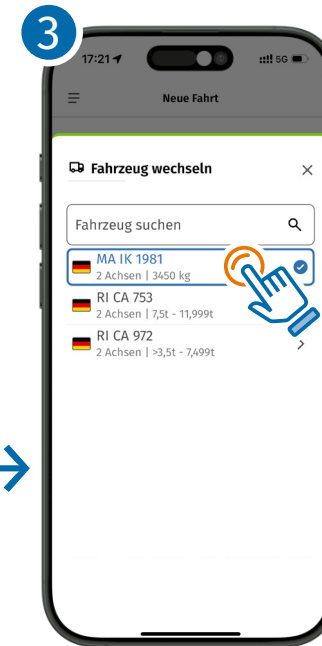 3
17:21
5G
Neue Fahrt
Fahrzeug wechseln
Fahrzeug suchen
MA IK 1981
2 Achsen | 3450 kg
RI CA 753
2 Achsen | 7,5t - 11,999t
RI CA 972
2 Achsen | >3,5t - 7,499t